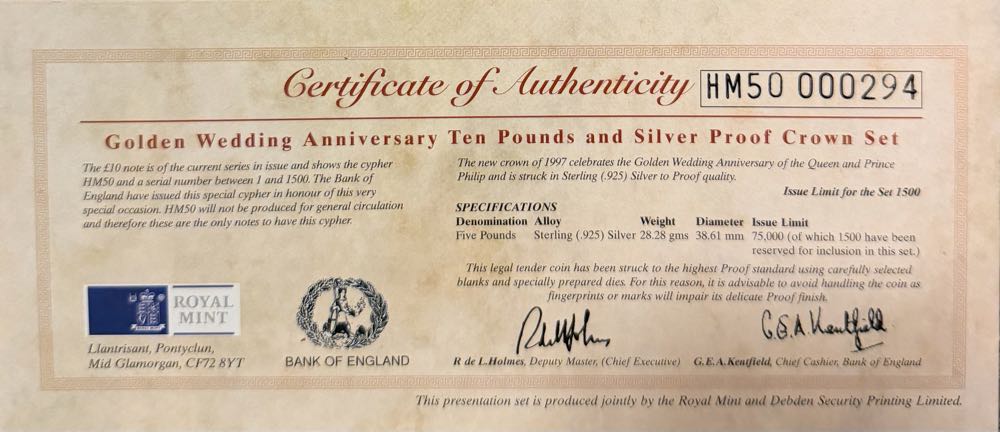 Certificate of Authenticity HM50 000294
Golden Wedding Anniversary Ten Pounds and Silver Proof Crown Set
The £10 note is of the current series in issue and shows the cypher
HM50 and a serial number between 1 and 1500. The Bank of
England have issued this special cypher in honour of this very
special occasion. HM50 will not be produced for general circulation
and therefore these are the only notes to have this cypher.
The new crown of 1997 celebrates the Golden Wedding Anniversary of the Queen and Prince
Philip and is struck in Sterling (.925) Silver to Proof quality.
Issue Limit for the Set 1500
SPECIFICATIONS
Denomination Alloy Weight Diameter Issue Limit
Five Pounds Sterling (.925) Silver 28.28 gms 38.61 mm 75,000 (of which 1500 have been
reserved for inclusion in this set.)
This legal tender coin has been struck to the highest Proof standard using carefully selected
blanks and specially prepared dies. For this reason, it is advisable to avoid handling the coin as
fingerprints or marks will impair its delicate Proof finish.
ROYAL
MINT
Llantrisant, Pontyclun,
Mid Glamorgan, CF72 8YT
BANK OF ENGLAND
G.E.A. Kentfield
R de L.Holmes, Deputy Master, (Chief Executive) G.E.A.Kentfield, Chief Cashier, Bank of England
This presentation set is produced jointly by the Royal Mint and Debden Security Printing Limited.